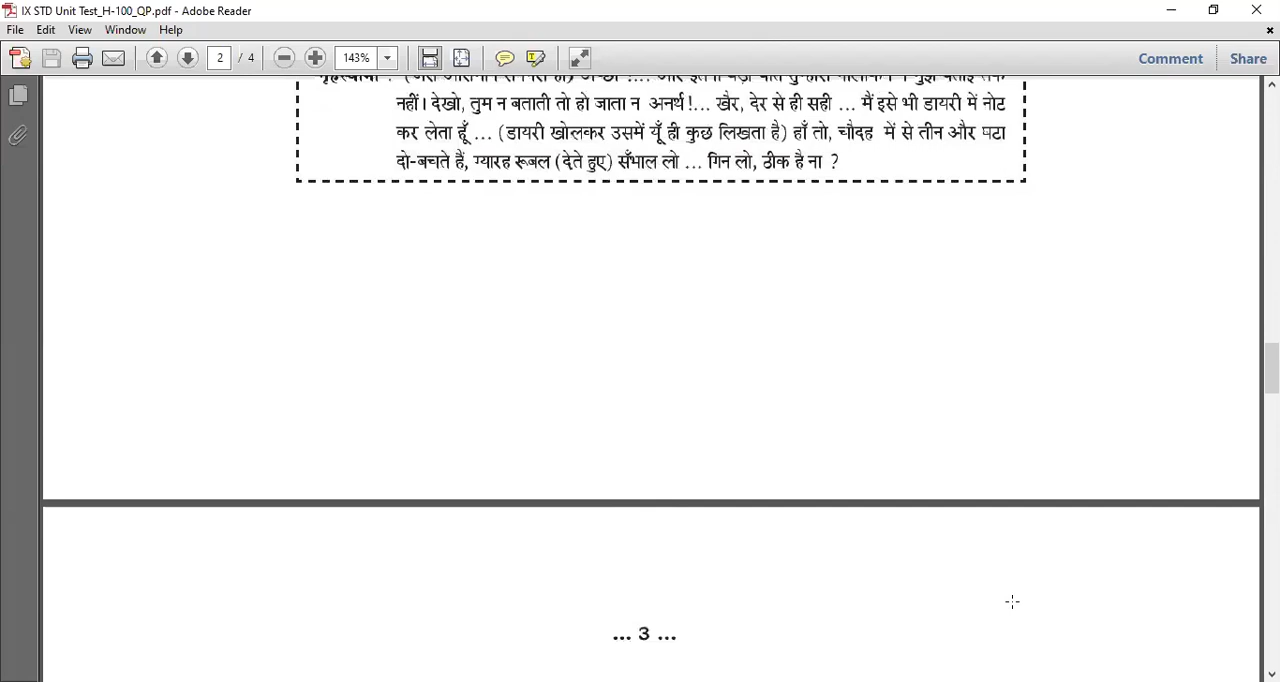 IX STD Unit Test_H-100_QP.pdf - Adobe Reader
File Edit View Window Help
2 / 4 143% Comment Share
नहीं। देखो, तुम न बताती तो हो जाता न अनर्थ!... खैर, देर से ही सही ... मैं इसे भी डायरी में नोट
कर लेता हूँ ... (डायरी खोलकर उसमें यूँ ही कुछ लिखता है) हाँ तो, चौदह में से तीन और घटा
दो-बचते हैं, ग्यारह रूबल (देते हुए) सँभाल लो ... गिन लो, ठीक है ना ?
... 3 ...